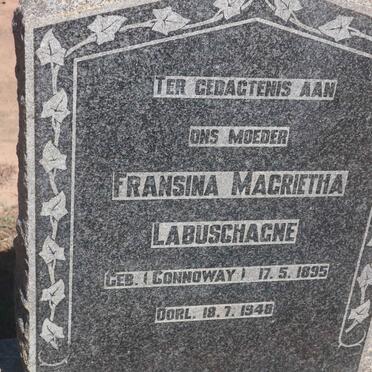 TER GEDAGTENIS AAN
ONS MOEDER
FRANSINA MAGRIETHA
LABUSCHAGNE
GEB. (CONNOWAY). 17. 5. 1895
OORL. 18. 7. 1948